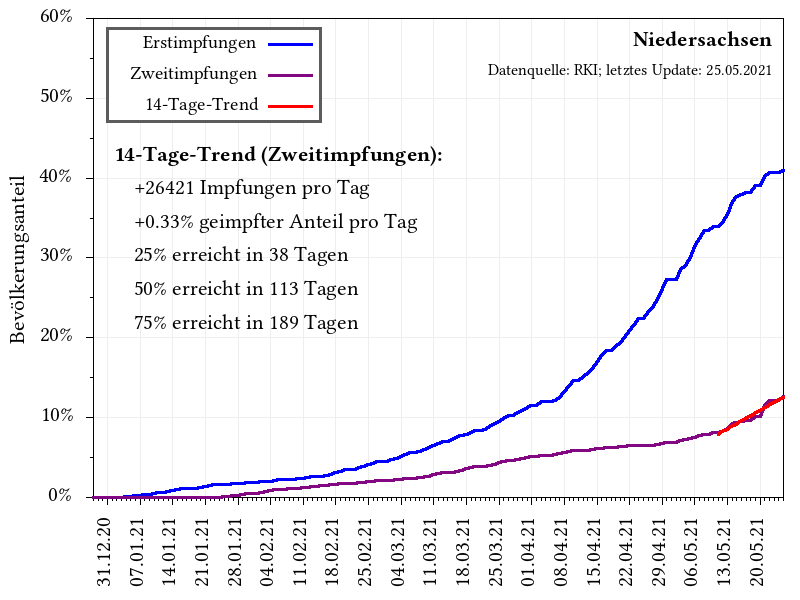 60%
50%
40%
30%
20%
10%
0%
Bevölkerungsanteil
Erstimpfungen
Zweitimpfungen
14-Tage-Trend
Niedersachsen
Datenquelle: RKI; letztes Update: 25.05.2021
14-Tage-Trend (Zweitimpfungen):
+26421 Impfungen pro Tag
+0.33% geimpfter Anteil pro Tag
25% erreicht in 38 Tagen
50% erreicht in 113 Tagen
75% erreicht in 189 Tagen
31.12.20
07.01.21
14.01.21
21.01.21
28.01.21
04.02.21
11.02.21
18.02.21
25.02.21
04.03.21
11.03.21
18.03.21
25.03.21
01.04.21
08.04.21
15.04.21
22.04.21
29.04.21
06.05.21
13.05.21
20.05.21